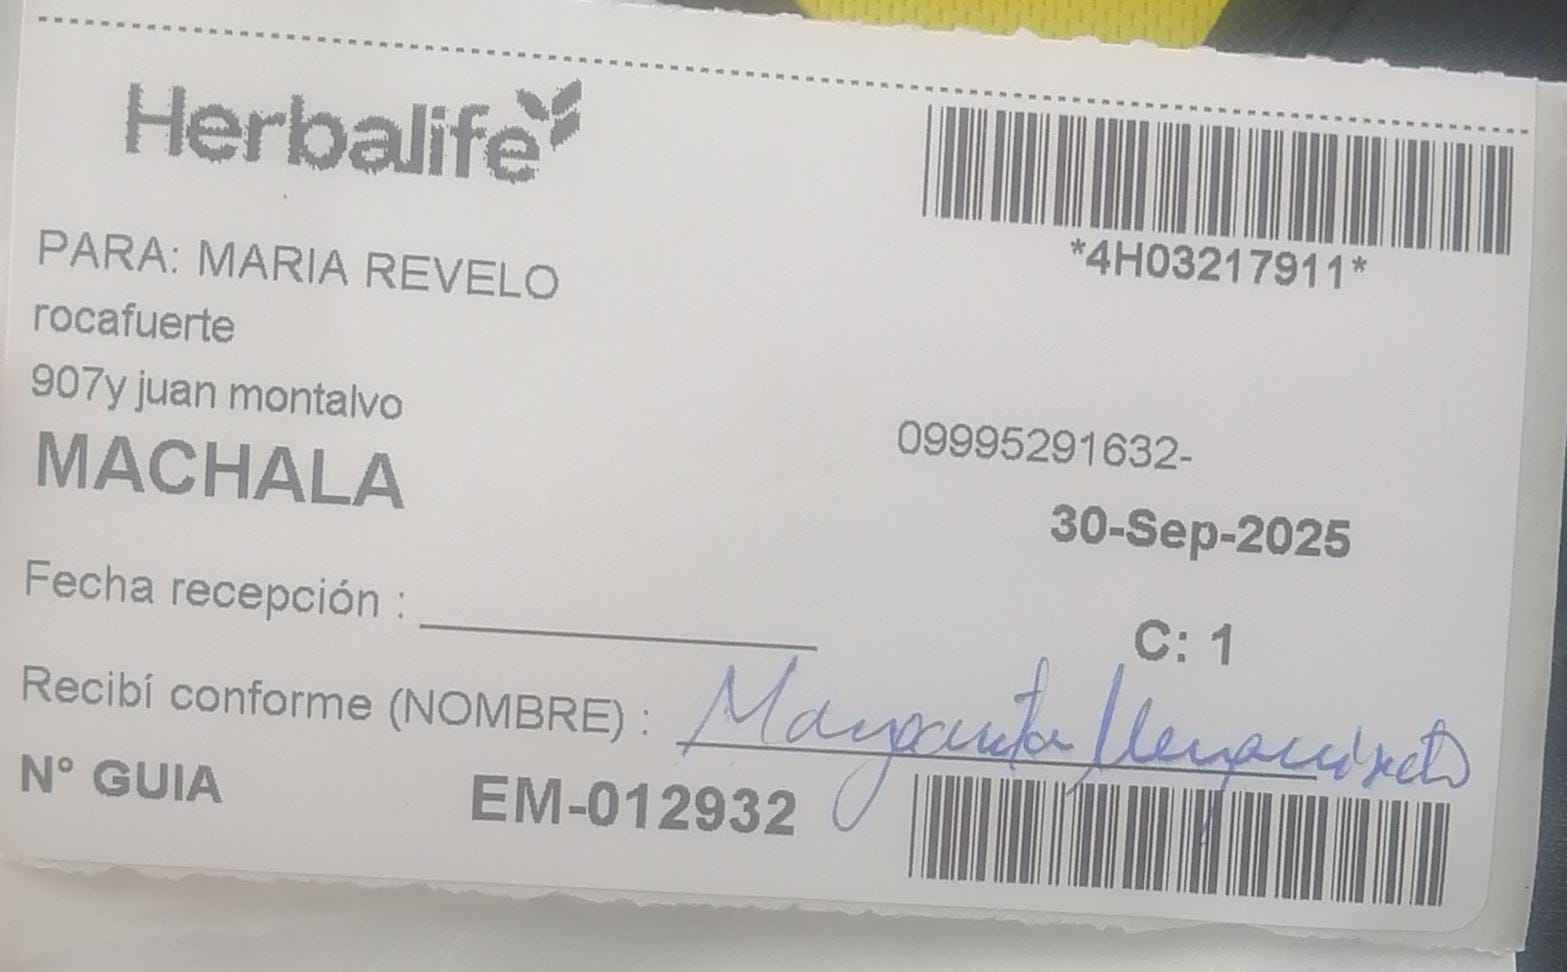 Herbalife
*4H03217911*
PARA: MARIA REVELO
rocafuerte
907y juan montalvo
09995291632-
MACHALA
30-Sep-2025
Fecha recepción :
C: 1
Recibí conforme (NOMBRE) : Margarita
N° GUIA EM-012932